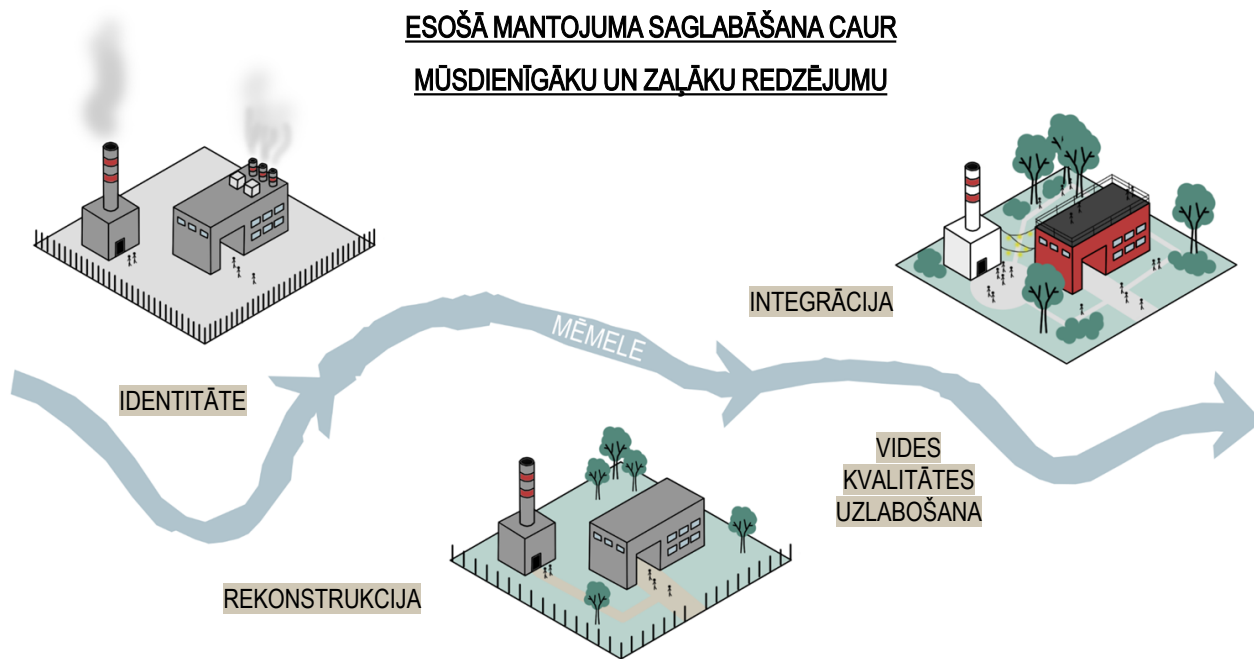 ESOŠĀ MANTOJUMA SAGLABĀŠANA CAUR
MŪSDIENĪGĀKU UN ZAĻĀKU REDZĒJUMU
INTEGRĀCIJA
MĒMELE
IDENTITĀTE
VIDES
KVALITĀTES
UZLABOŠANA
REKONSTRUKCIJA